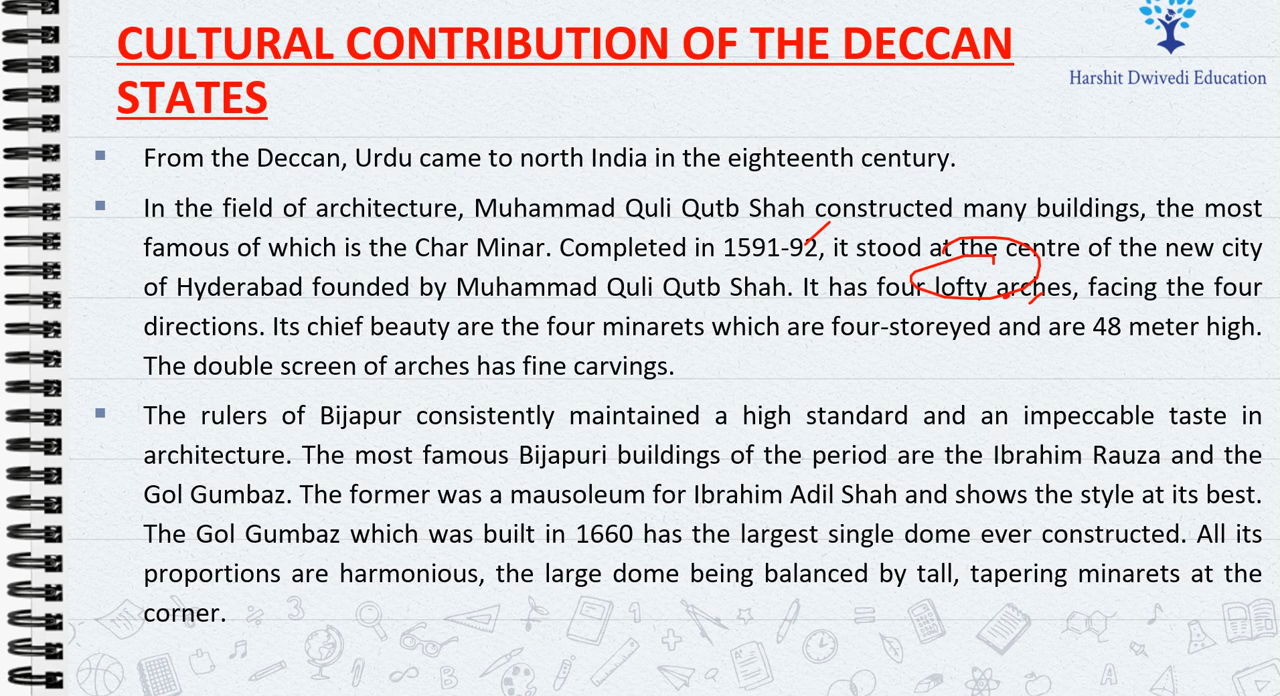 CULTURAL CONTRIBUTION OF THE DECCAN
STATES
Harshit Dwivedi Education
▪ From the Deccan, Urdu came to north India in the eighteenth century.
▪ In the field of architecture, Muhammad Quli Qutb Shah constructed many buildings, the most
famous of which is the Char Minar. Completed in 1591-92, it stood at the centre of the new city
of Hyderabad founded by Muhammad Quli Qutb Shah. It has four lofty arches, facing the four
directions. Its chief beauty are the four minarets which are four-storeyed and are 48 meter high.
The double screen of arches has fine carvings.
▪ The rulers of Bijapur consistently maintained a high standard and an impeccable taste in
architecture. The most famous Bijapuri buildings of the period are the Ibrahim Rauza and the
Gol Gumbaz. The former was a mausoleum for Ibrahim Adil Shah and shows the style at its best.
The Gol Gumbaz which was built in 1660 has the largest single dome ever constructed. All its
proportions are harmonious, the large dome being balanced by tall, tapering minarets at the
corner.